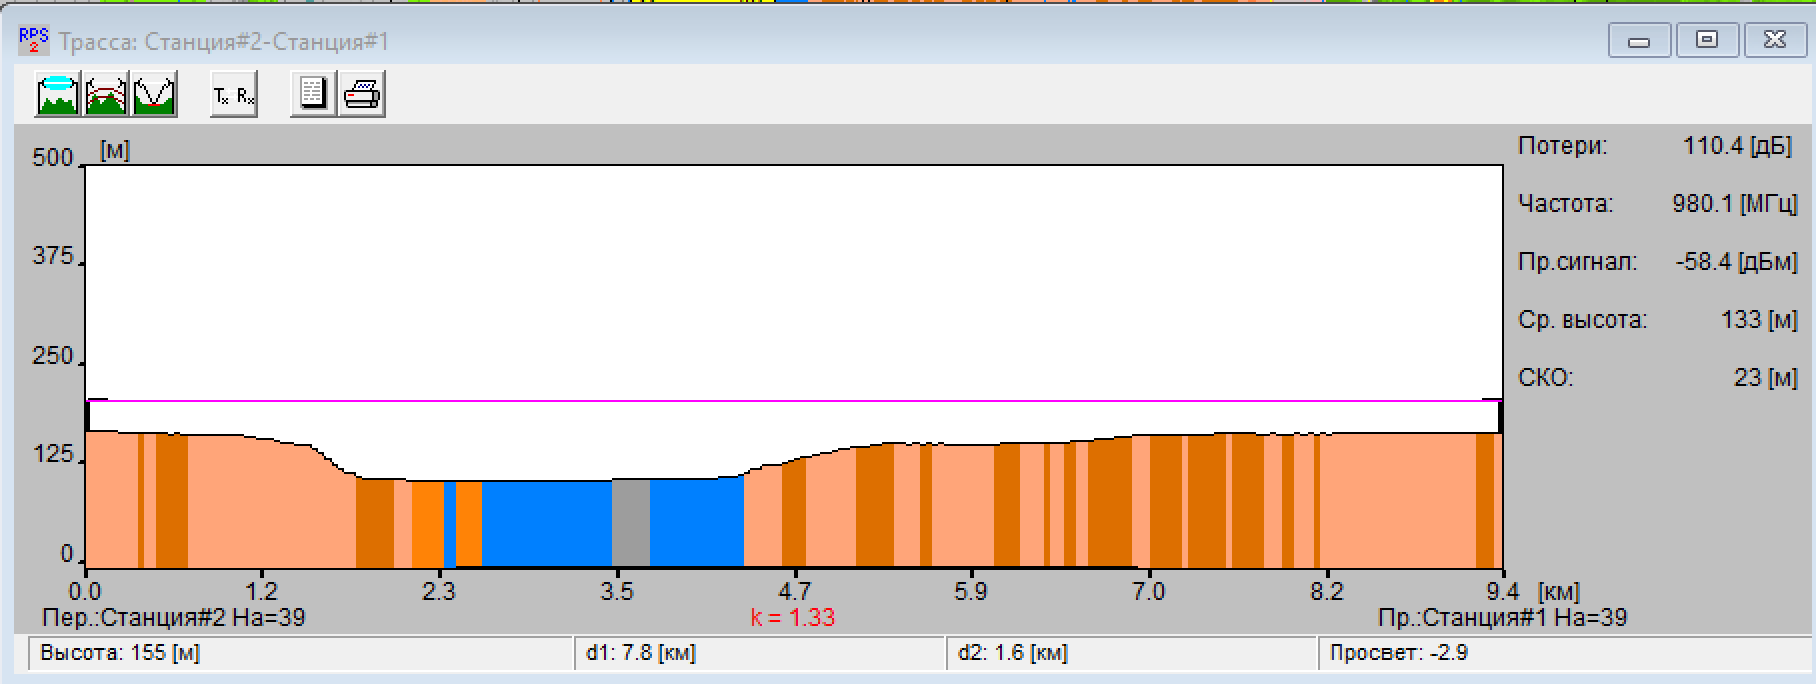 RPS 2 Трасса: Станция#2-Станция#1
Tx Rx
[м]
500
375
250
125
0
0.0 1.2 2.3 3.5 4.7 5.9 7.0 8.2 9.4 [км]
Пер.:Станция#2 На=39 k = 1.33 Пр.:Станция#1 На=39
Потери: 110.4 [дБ]
Частота: 980.1 [МГц]
Пр.сигнал: -58.4 [дБм]
Ср. высота: 133 [м]
СКО: 23 [м]
Высота: 155 [м] d1: 7.8 [км] d2: 1.6 [км] Просвет: -2.9